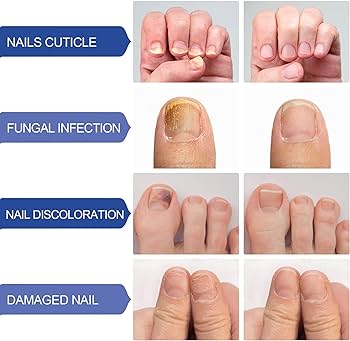 NAILS CUTICLE
FUNGAL INFECTION
NAIL DISCOLORATION
DAMAGED NAIL